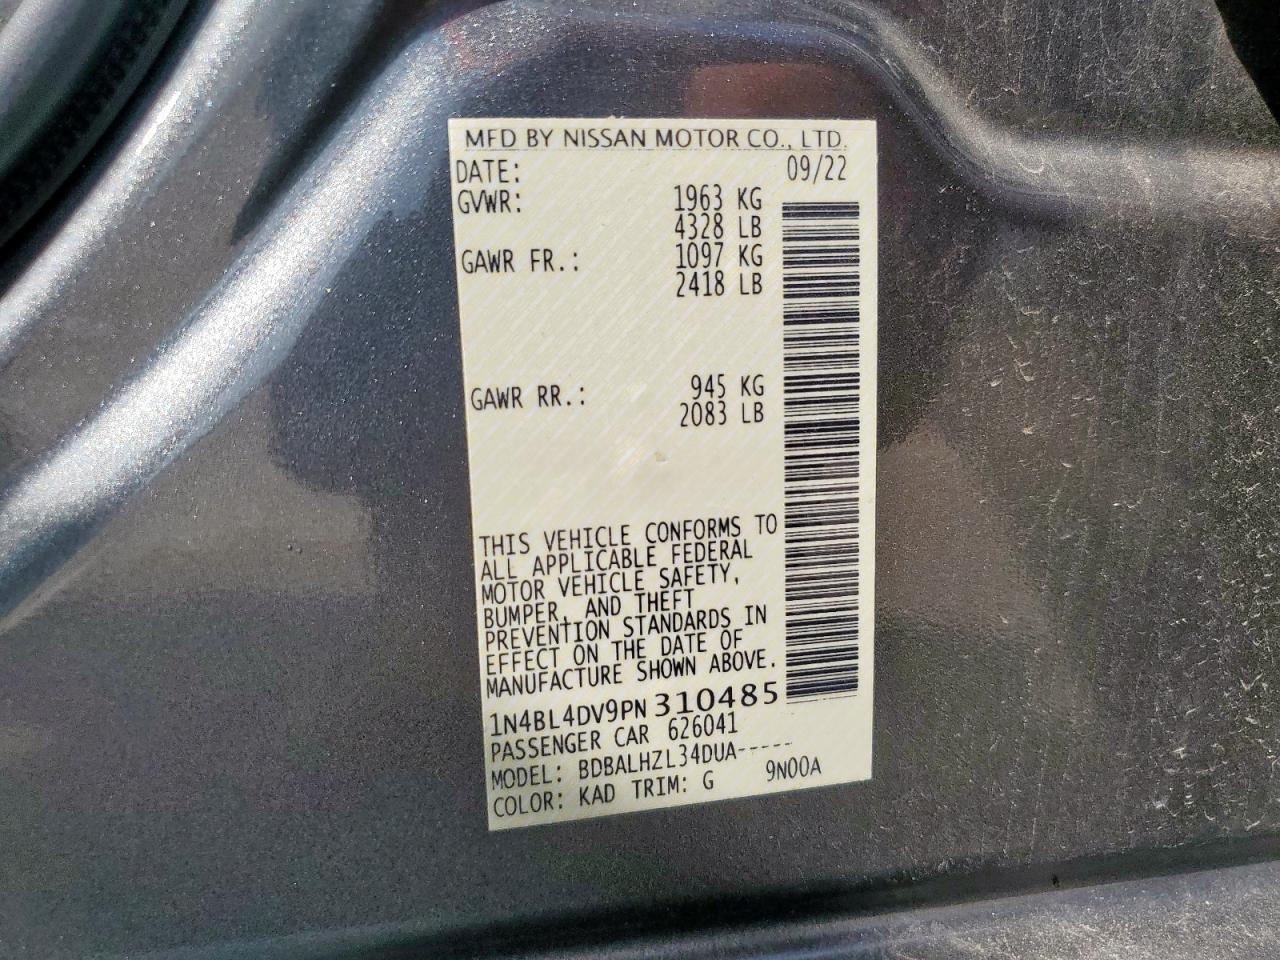 MFD BY NISSAN MOTOR CO., LTD.
DATE: 09/22
GVWR: 1963 KG
4328 LB
GAWR FR.: 1097 KG
2418 LB
GAWR RR.: 945 KG
2083 LB
THIS VEHICLE CONFORMS TO
ALL APPLICABLE FEDERAL
MOTOR VEHICLE SAFETY,
BUMPER, AND THEFT
PREVENTION STANDARDS IN
EFFECT ON THE DATE OF
MANUFACTURE SHOWN ABOVE.
1N4BL4DV9PN310485
PASSENGER CAR 626041
MODEL: BDBALHZL34DUA-----
COLOR: KAD TRIM: G 9N00A